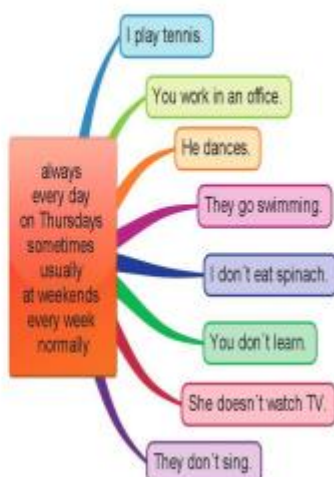 I play tennis.
You work in an office.
He dances.
They go swimming.
I don´t eat spinach.
You don´t learn.
She doesn´t watch TV.
They don´t sing.
always
every day
on Thursdays
sometimes
usually
at weekends
every week
normally